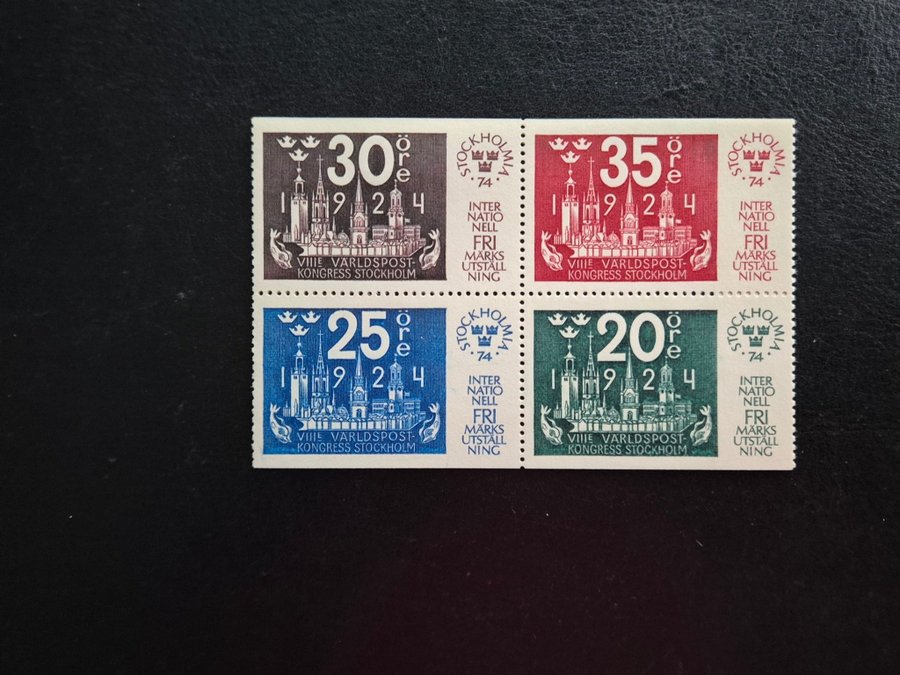 30 öre
1924
VIIIE VÄRLDSPOST-
KONGRESS STOCKHOLM
STOCKHOLMIA
· 74 ·
INTER
NATIO
NELL
FRI
MÄRKS
UTSTÄLL
NING
35 öre
1924
VIIIE VÄRLDSPOST-
KONGRESS STOCKHOLM
STOCKHOLMIA
· 74 ·
INTER
NATIO
NELL
FRI
MÄRKS
UTSTÄLL
NING
25 öre
1924
VIIIE VÄRLDSPOST-
KONGRESS STOCKHOLM
STOCKHOLMIA
· 74 ·
INTER
NATIO
NELL
FRI
MÄRKS
UTSTÄLL
NING
20 öre
1924
VIIIE VÄRLDSPOST-
KONGRESS STOCKHOLM
STOCKHOLMIA
· 74 ·
INTER
NATIO
NELL
FRI
MÄRKS
UTSTÄLL
NING